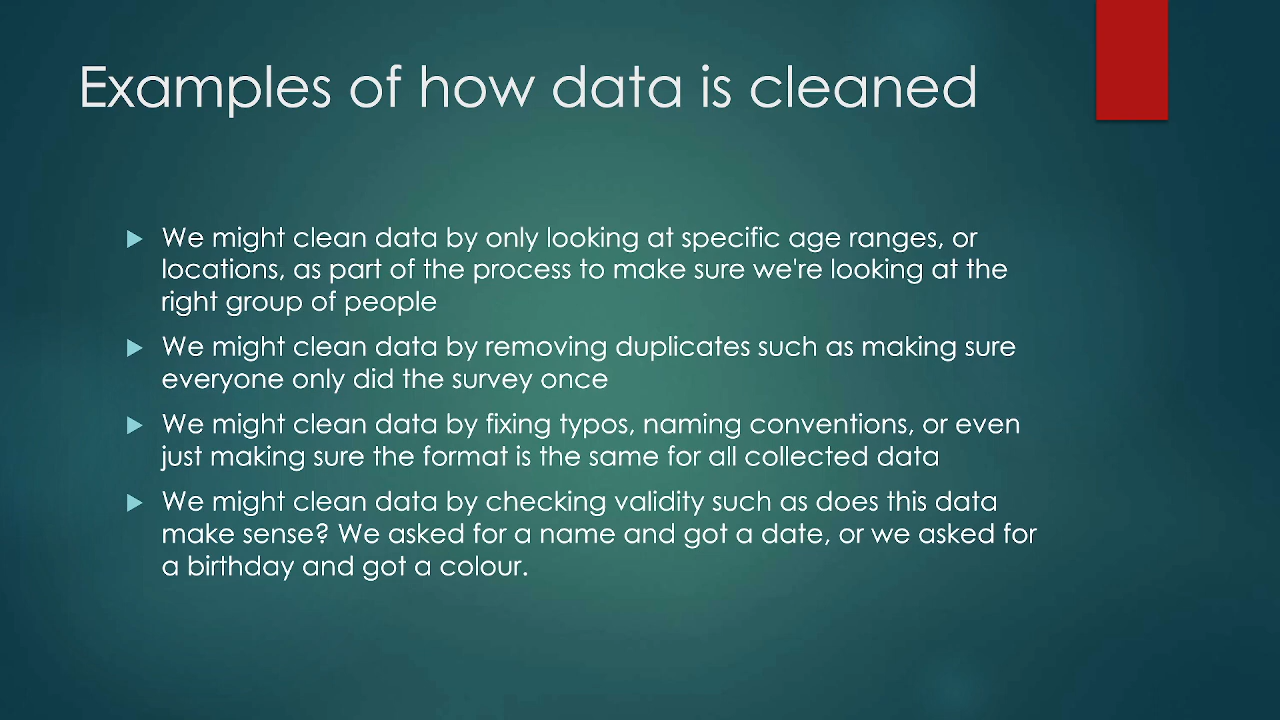 Examples of how data is cleaned
We might clean data by only looking at specific age ranges, or
locations, as part of the process to make sure we're looking at the
right group of people
We might clean data by removing duplicates such as making sure
everyone only did the survey once
We might clean data by fixing typos, naming conventions, or even
just making sure the format is the same for all collected data
We might clean data by checking validity such as does this data
make sense? We asked for a name and got a date, or we asked for
a birthday and got a colour.